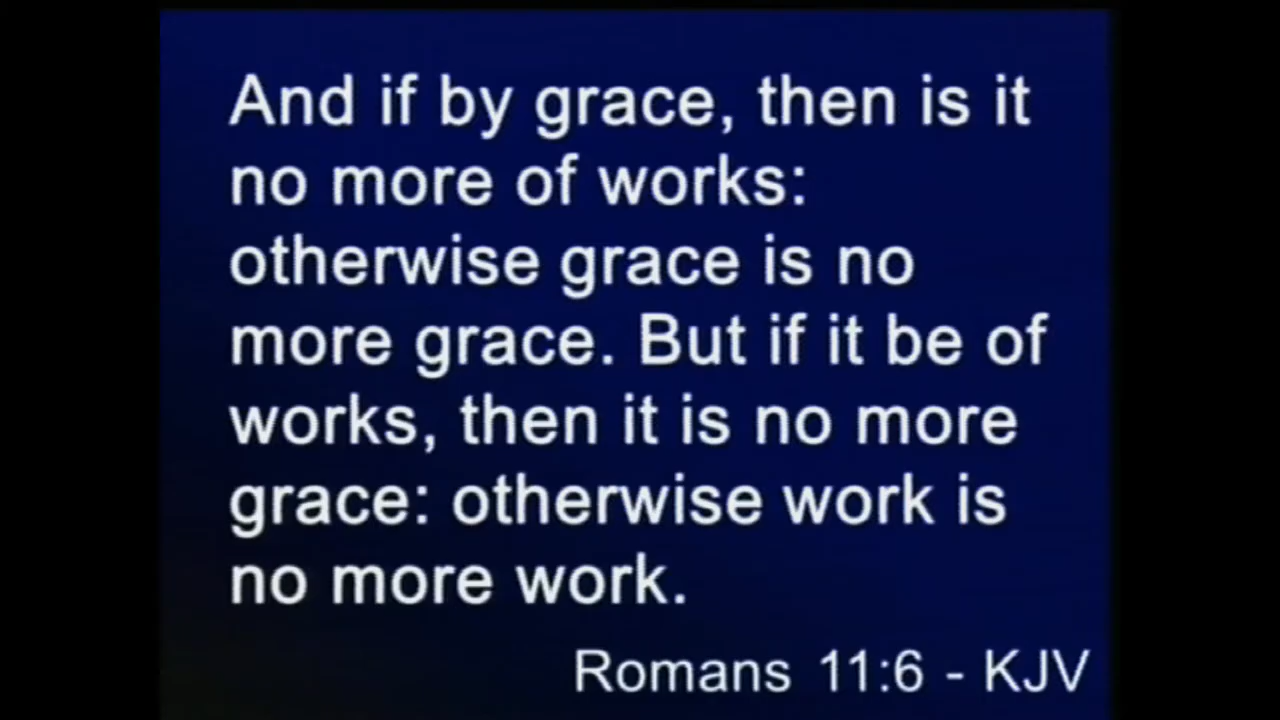 And if by grace, then is it
no more of works:
otherwise grace is no
more grace. But if it be of
works, then it is no more
grace: otherwise work is
no more work.
Romans 11:6 - KJV